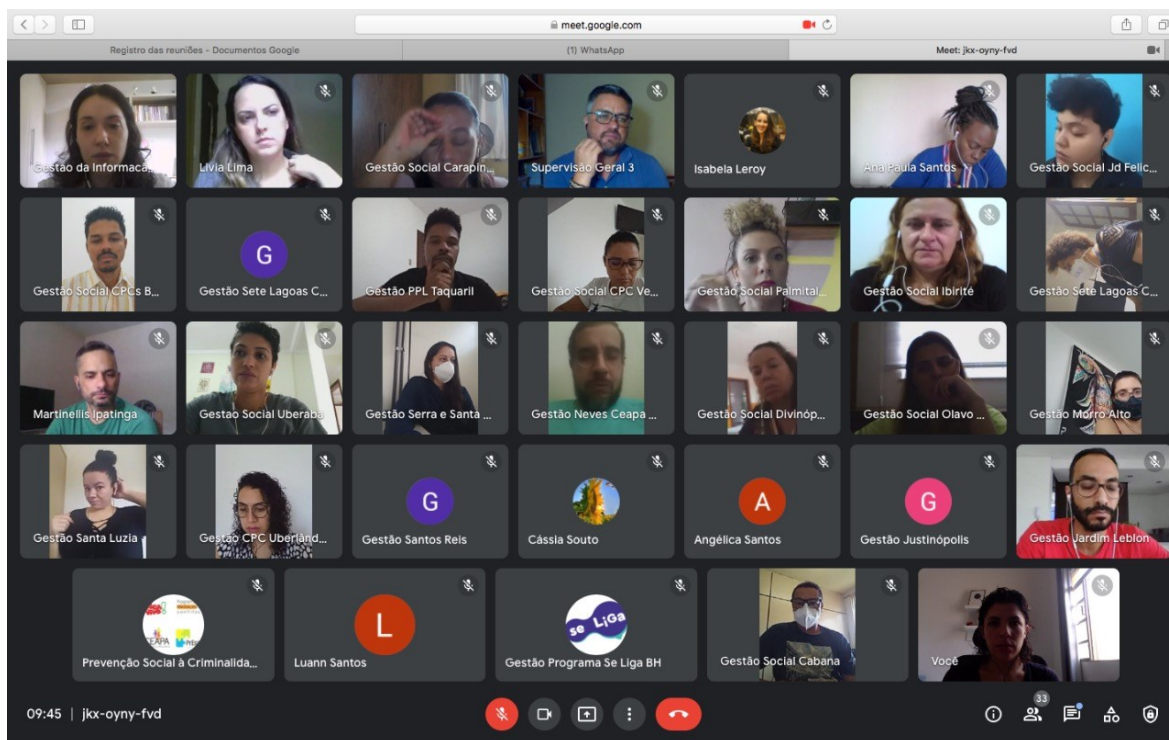 meet.google.com
Registro das reuniões - Documentos Google
(1) WhatsApp
Meet: jkx-oyny-fvd
Gestão da Informacã...
Lívia Lima
Gestão Social Carapin...
Supervisão Geral 3
Isabela Leroy
Ana Paula Santos
Gestão Social Jd Felic...
Gestão Social CPCs B...
G
Gestão Sete Lagoas C...
Gestão PPL Taquaril
Gestão Social CPC Ve...
Gestão Social Palmital...
Gestão Social Ibirité
Gestão Sete Lagoas C...
Martinellis Ipatinga
Gestao Social Uberaba
Gestão Serra e Santa ...
Gestão Neves Ceapa ...
Gestão Social Divinóp...
Gestão Social Olavo ...
Gestão Morro Alto
Gestão Santa Luzia -
Gestão CPC Uberlând...
G
Gestão Santos Reis
Cássia Souto
A
Angélica Santos
G
Gestão Justinópolis
Gestão Jardim Leblon
CEAPA
Prevenção Social à Criminalida...
L
Luann Santos
se LiGa
Gestão Programa Se Liga BH
Gestão Social Cabana
Você
09:45 | jkx-oyny-fvd
33